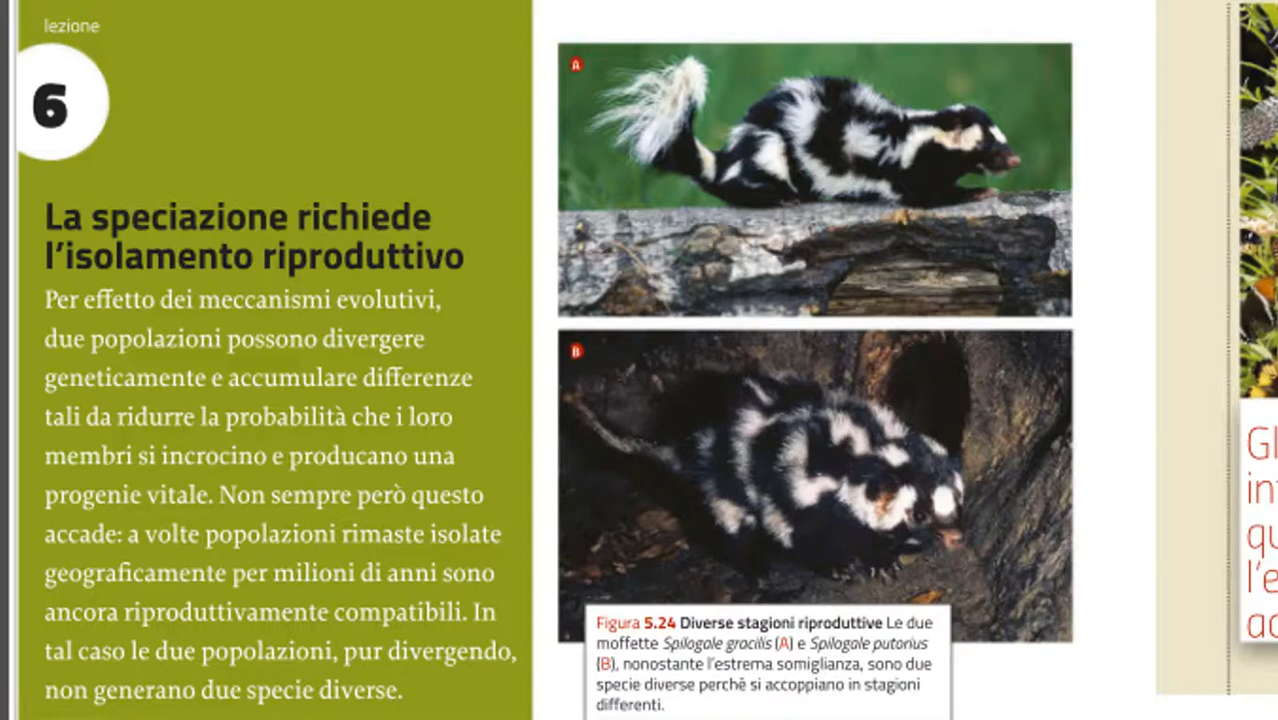 lezione
6
La speciazione richiede
l'isolamento riproduttivo
Per effetto dei meccanismi evolutivi,
due popolazioni possono divergere
geneticamente e accumulare differenze
tali da ridurre la probabilità che i loro
membri si incrocino e producano una
progenie vitale. Non sempre però questo
accade: a volte popolazioni rimaste isolate
geograficamente per milioni di anni sono
ancora riproduttivamente compatibili. In
tal caso le due popolazioni, pur divergendo,
non generano due specie diverse.
A
B
Figura 5.24 Diverse stagioni riproduttive Le due
moffette Spilogale gracilis (A) e Spilogale putorius
(B), nonostante l'estrema somiglianza, sono due
specie diverse perchè si accoppiano in stagioni
differenti.